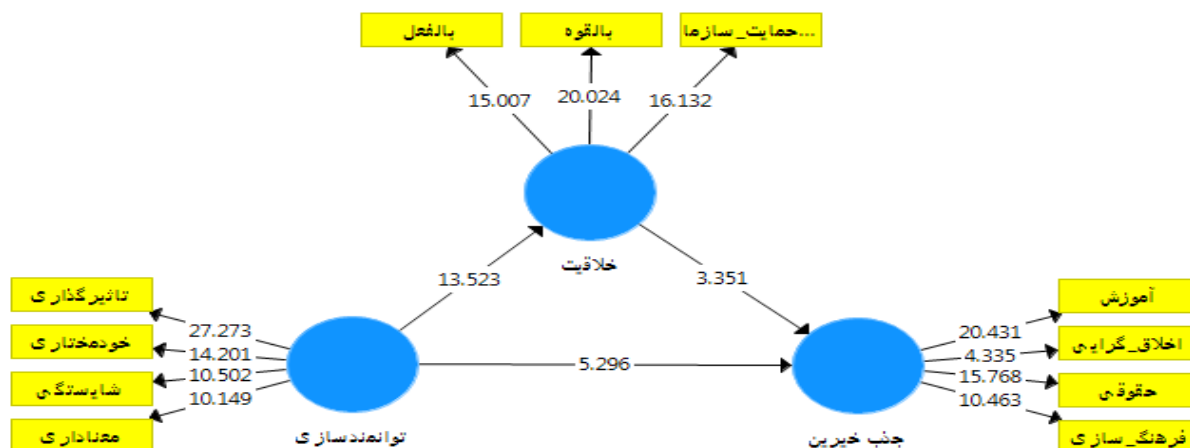 بالفعل
بالقوه
حمایت_سازما...
15.007
20.024
16.132
خلاقیت
13.523
3.351
تاثیرگذاری
خودمختاری
شایستگی
معناداری
27.273
14.201
10.502
10.149
توانمندسازی
5.296
آموزش
اخلاق_گرایی
حقوقی
فرهنگ_سازی
20.431
4.335
15.768
10.463
جذب خیرین